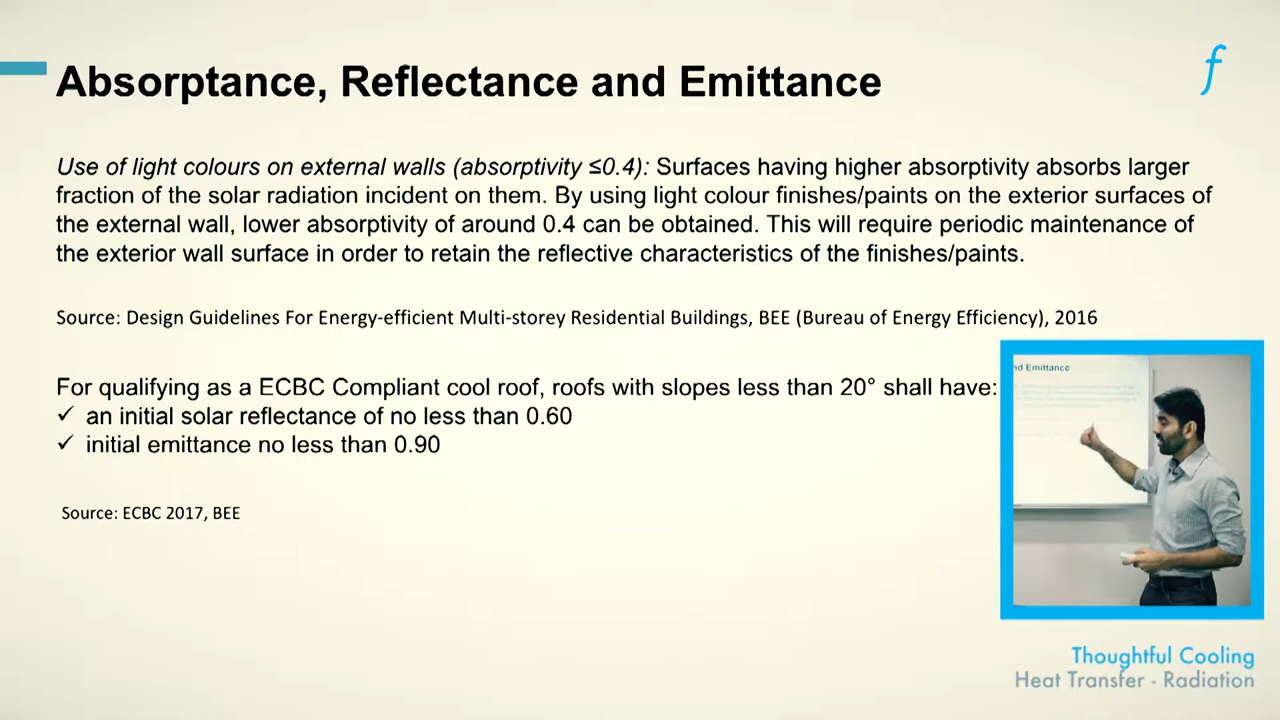 Absorptance, Reflectance and Emittance
f
Use of light colours on external walls (absorptivity ≤0.4): Surfaces having higher absorptivity absorbs larger
fraction of the solar radiation incident on them. By using light colour finishes/paints on the exterior surfaces of
the external wall, lower absorptivity of around 0.4 can be obtained. This will require periodic maintenance of
the exterior wall surface in order to retain the reflective characteristics of the finishes/paints.
Source: Design Guidelines For Energy-efficient Multi-storey Residential Buildings, BEE (Bureau of Energy Efficiency), 2016
For qualifying as a ECBC Compliant cool roof, roofs with slopes less than 20° shall have:
✓ an initial solar reflectance of no less than 0.60
✓ initial emittance no less than 0.90
Source: ECBC 2017, BEE
nd Emittance
Thoughtful Cooling
Heat Transfer - Radiation